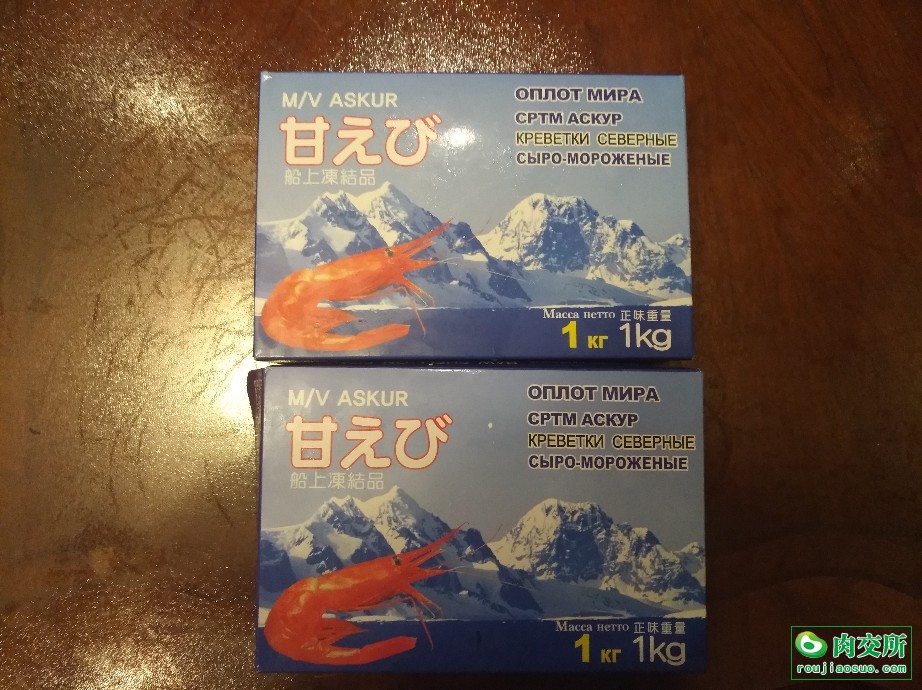 M/V ASKUR
甘えび
船上凍結品
ОПЛОТ МИРА
СРТМ АСКУР
КРЕВЕТКИ СЕВЕРНЫЕ
СЫРО-МОРОЖЕНЫЕ
Масса нетто 正味重量
1 кг 1kg
M/V ASKUR
甘えび
船上凍結品
ОПЛОТ МИРА
СРТМ АСКУР
КРЕВЕТКИ СЕВЕРНЫЕ
СЫРО-МОРОЖЕНЫЕ
Масса нетто 正味重量
1 кг 1kg
肉交所
roujiaosuo.com